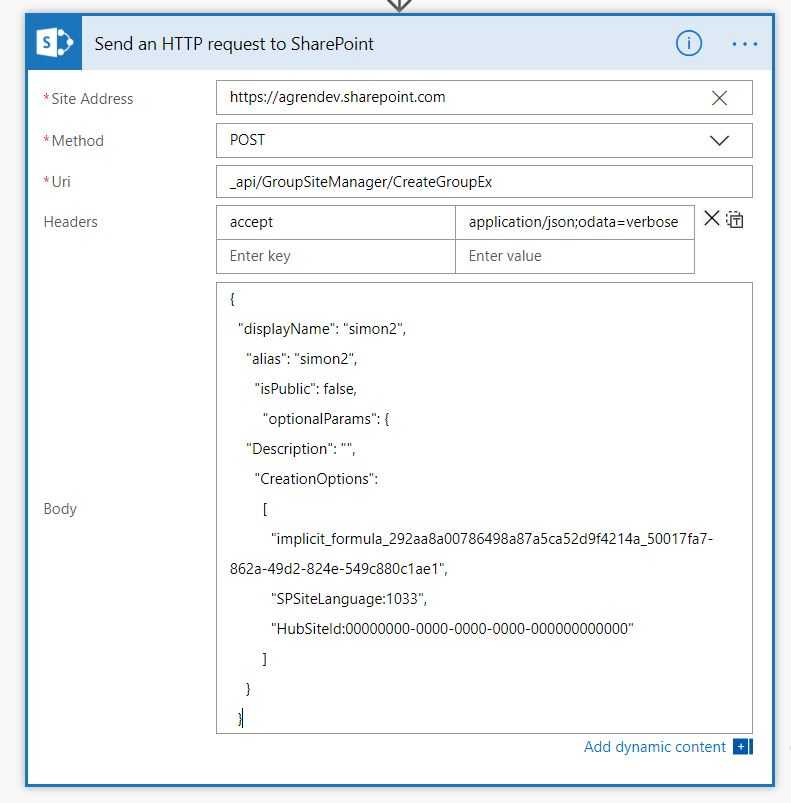 Send an HTTP request to SharePoint
* Site Address
https://agrendev.sharepoint.com
* Method
POST
* Uri
_api/GroupSiteManager/CreateGroupEx
Headers
accept
application/json;odata=verbose
Enter key
Enter value
Body
{
"displayName": "simon2",
"alias": "simon2",
"isPublic": false,
"optionalParams": {
"Description": "",
"CreationOptions":
[
"implicit_formula_292aa8a00786498a87a5ca52d9f4214a_50017fa7-
862a-49d2-824e-549c880c1ae1",
"SPSiteLanguage:1033",
"HubSiteId:00000000-0000-0000-0000-000000000000"
]
}
}
Add dynamic content